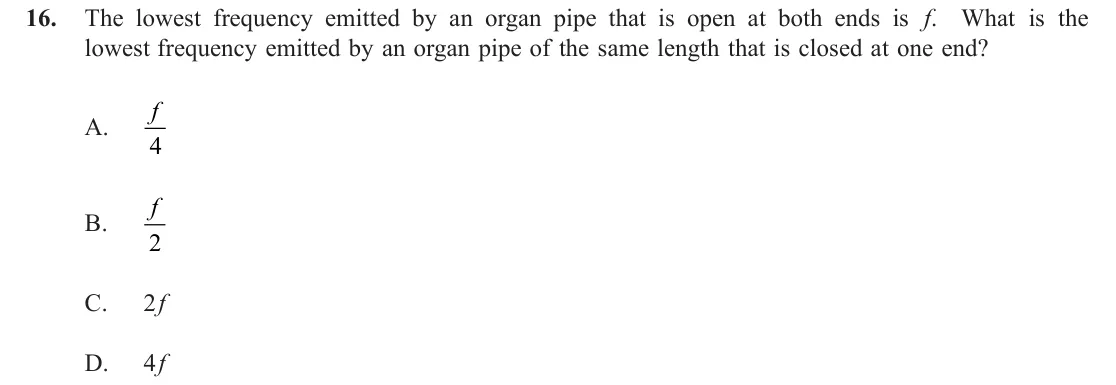 16. The lowest frequency emitted by an organ pipe that is open at both ends is f. What is the
lowest frequency emitted by an organ pipe of the same length that is closed at one end?
A. f/4
B. f/2
C. 2f
D. 4f